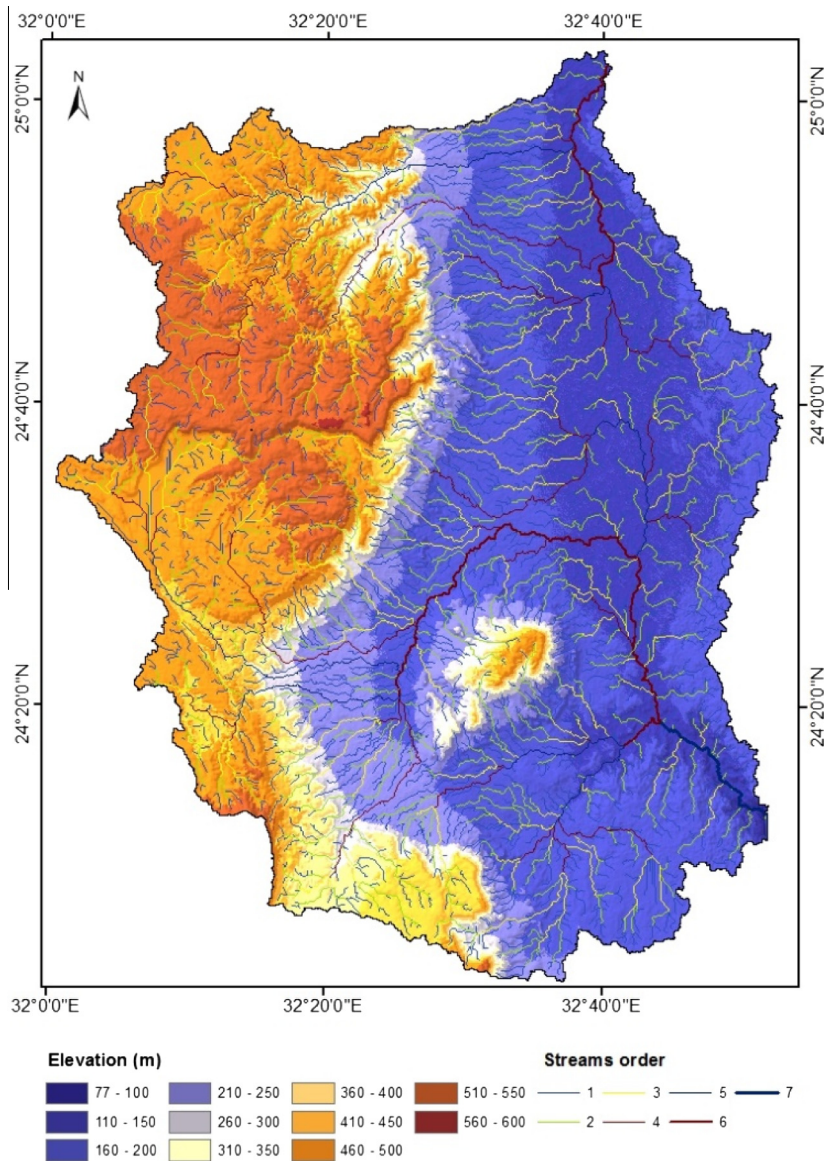 32°0'0"E 32°20'0"E 32°40'0"E
N
25°0'0"N 25°0'0"N
24°40'0"N 24°40'0"N
24°20'0"N 24°20'0"N
32°0'0"E 32°20'0"E 32°40'0"E
Elevation (m) Streams order
77 - 100 210 - 250 360 - 400 510 - 550 1 3 5 7
110 - 150 260 - 300 410 - 450 560 - 600 2 4 6
160 - 200 310 - 350 460 - 500